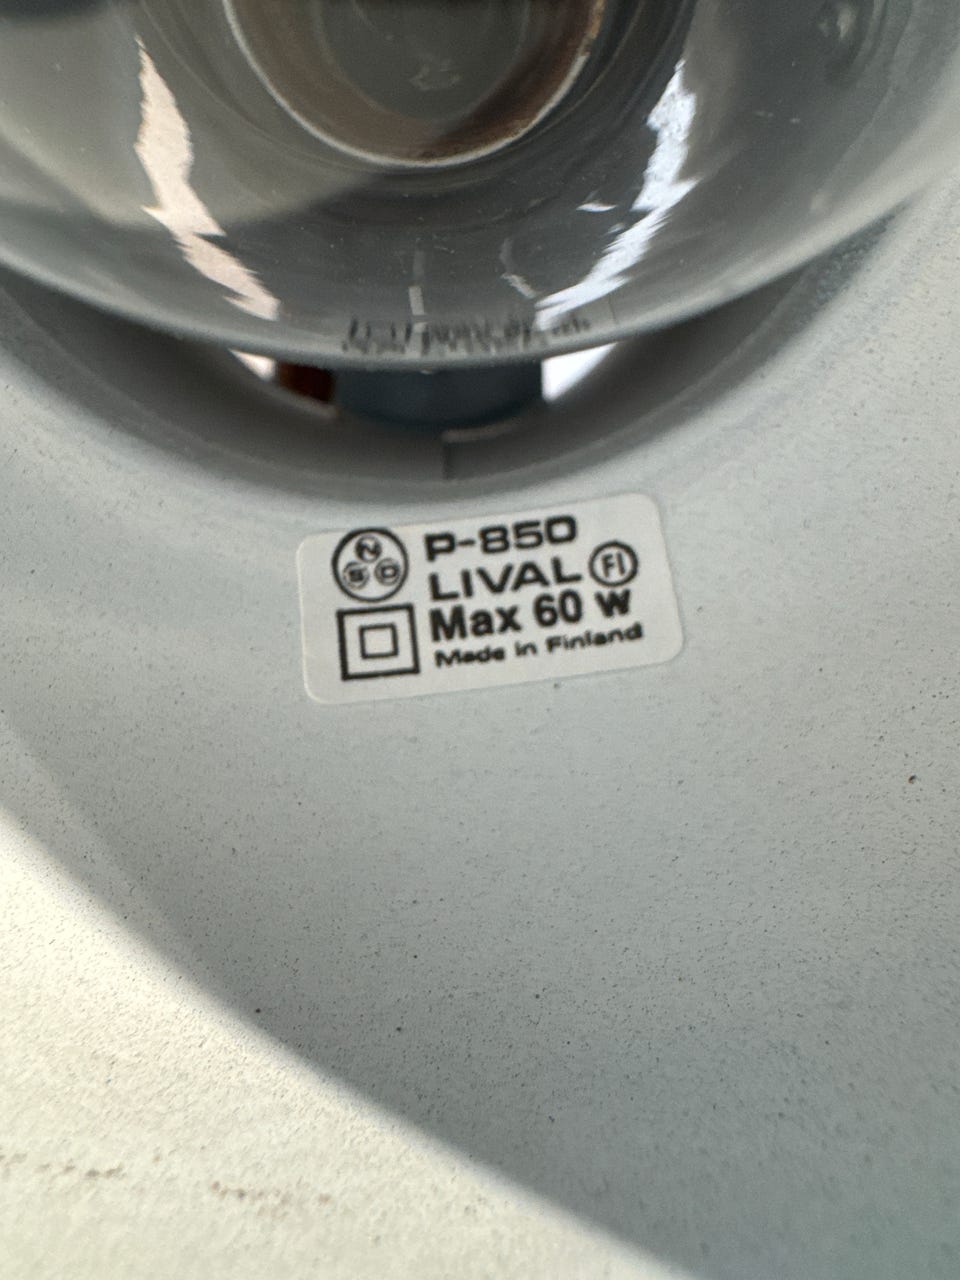 N
S D
P-850
LIVAL FI
Max 60 W
Made in Finland